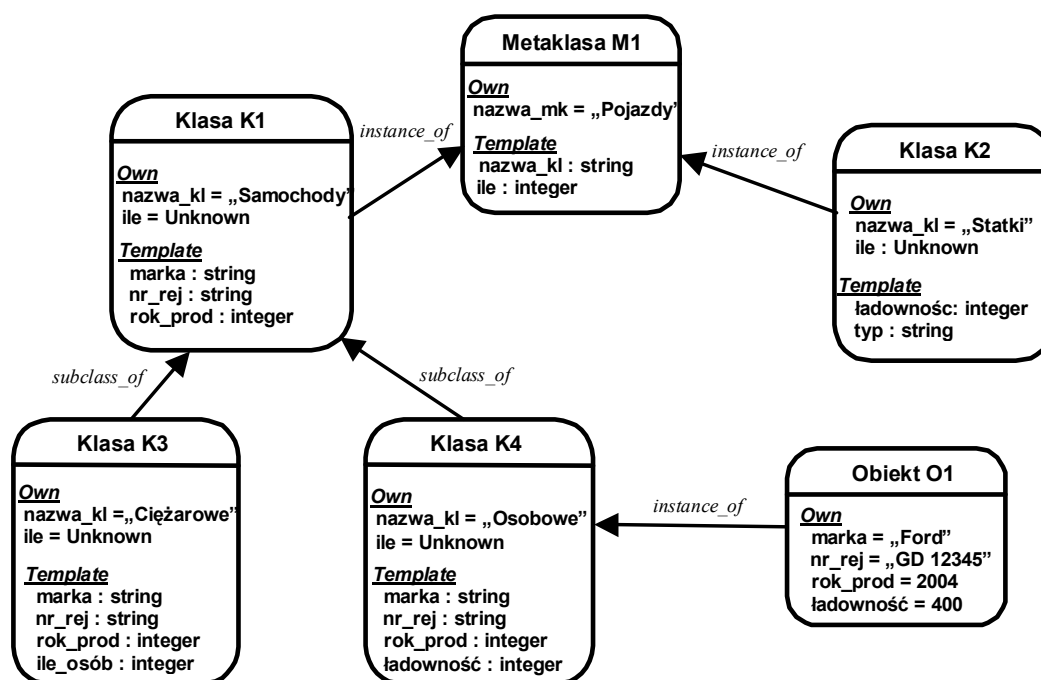 Metaklasa M1
Own
nazwa_mk = „Pojazdy”
Template
nazwa_kl : string
ile : integer
Klasa K1
Own
nazwa_kl = „Samochody”
ile = Unknown
Template
marka : string
nr_rej : string
rok_prod : integer
instance_of
instance_of
Klasa K2
Own
nazwa_kl = „Statki”
ile : Unknown
Template
ładownośc: integer
typ : string
subclass_of
subclass_of
Klasa K3
Own
nazwa_kl =„Ciężarowe”
ile = Unknown
Template
marka : string
nr_rej : string
rok_prod : integer
ile_osób : integer
Klasa K4
Own
nazwa_kl = „Osobowe”
ile = Unknown
Template
marka : string
nr_rej : string
rok_prod : integer
ładowność : integer
instance_of
Obiekt O1
Own
marka = „Ford”
nr_rej = „GD 12345”
rok_prod = 2004
ładowność = 400